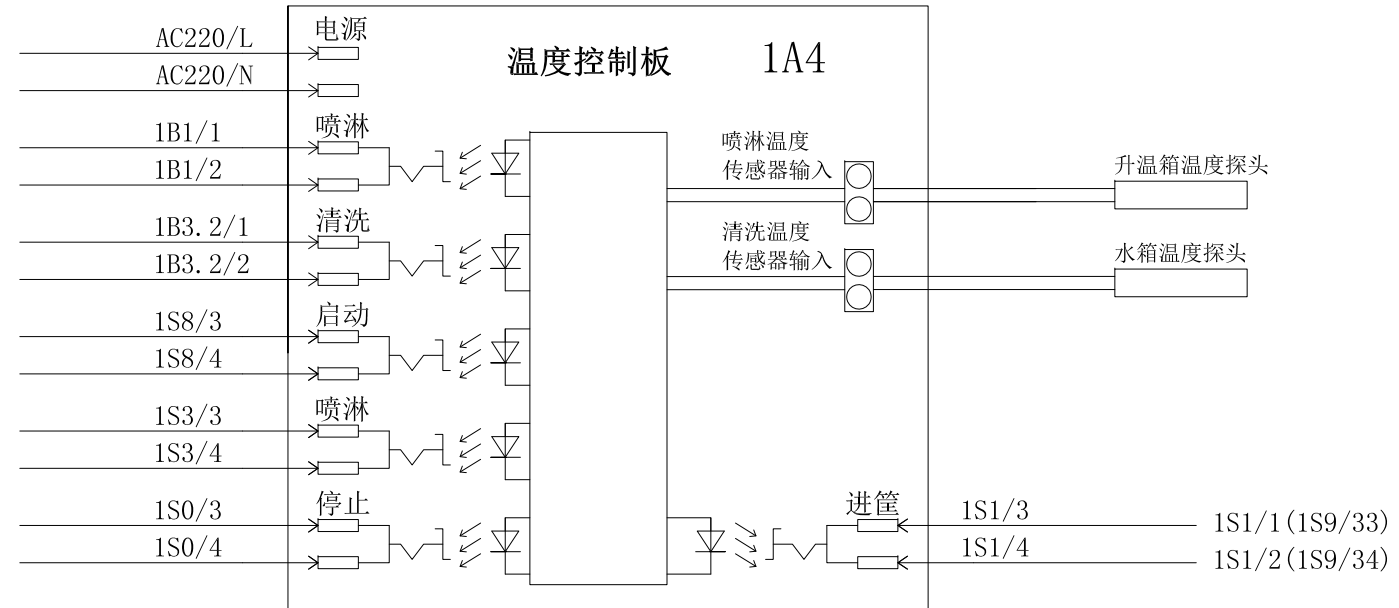 电源
AC220/L
温度控制板 1A4
AC220/N
喷淋
1B1/1
1B1/2
喷淋温度
传感器输入
升温箱温度探头
清洗
1B3.2/1
1B3.2/2
清洗温度
传感器输入
水箱温度探头
启动
1S8/3
1S8/4
喷淋
1S3/3
1S3/4
停止
1S0/3
1S0/4
进筐
1S1/3
1S1/1(1S9/33)
1S1/4
1S1/2(1S9/34)